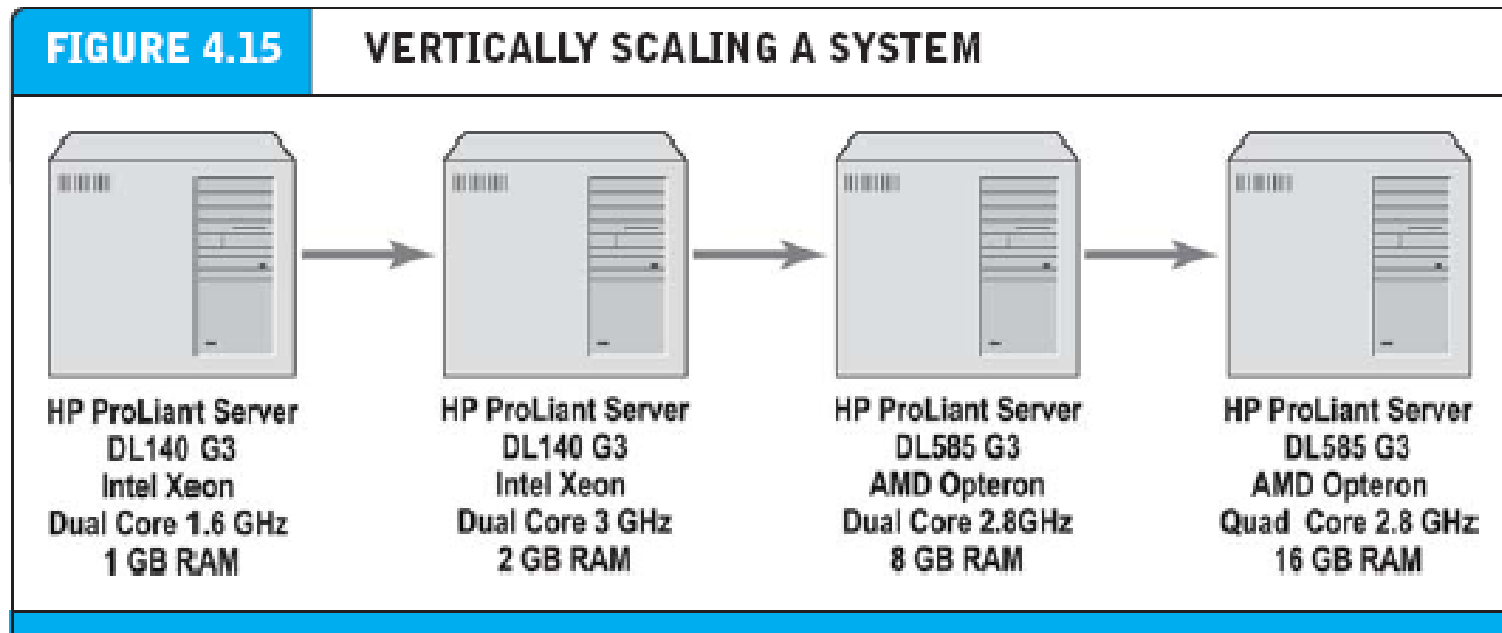 FIGURE 4.15
VERTICALLY SCALING A SYSTEM
HP ProLiant Server
DL140 G3
Intel Xeon
Dual Core 1.6 GHz
1 GB RAM
HP ProLiant Server
DL140 G3
Intel Xeon
Dual Core 3 GHz
2 GB RAM
HP ProLiant Server
DL585 G3
AMD Opteron
Dual Core 2.8GHz
8 GB RAM
HP ProLiant Server
DL585 G3
AMD Opteron
Quad Core 2.8 GHz
16 GB RAM